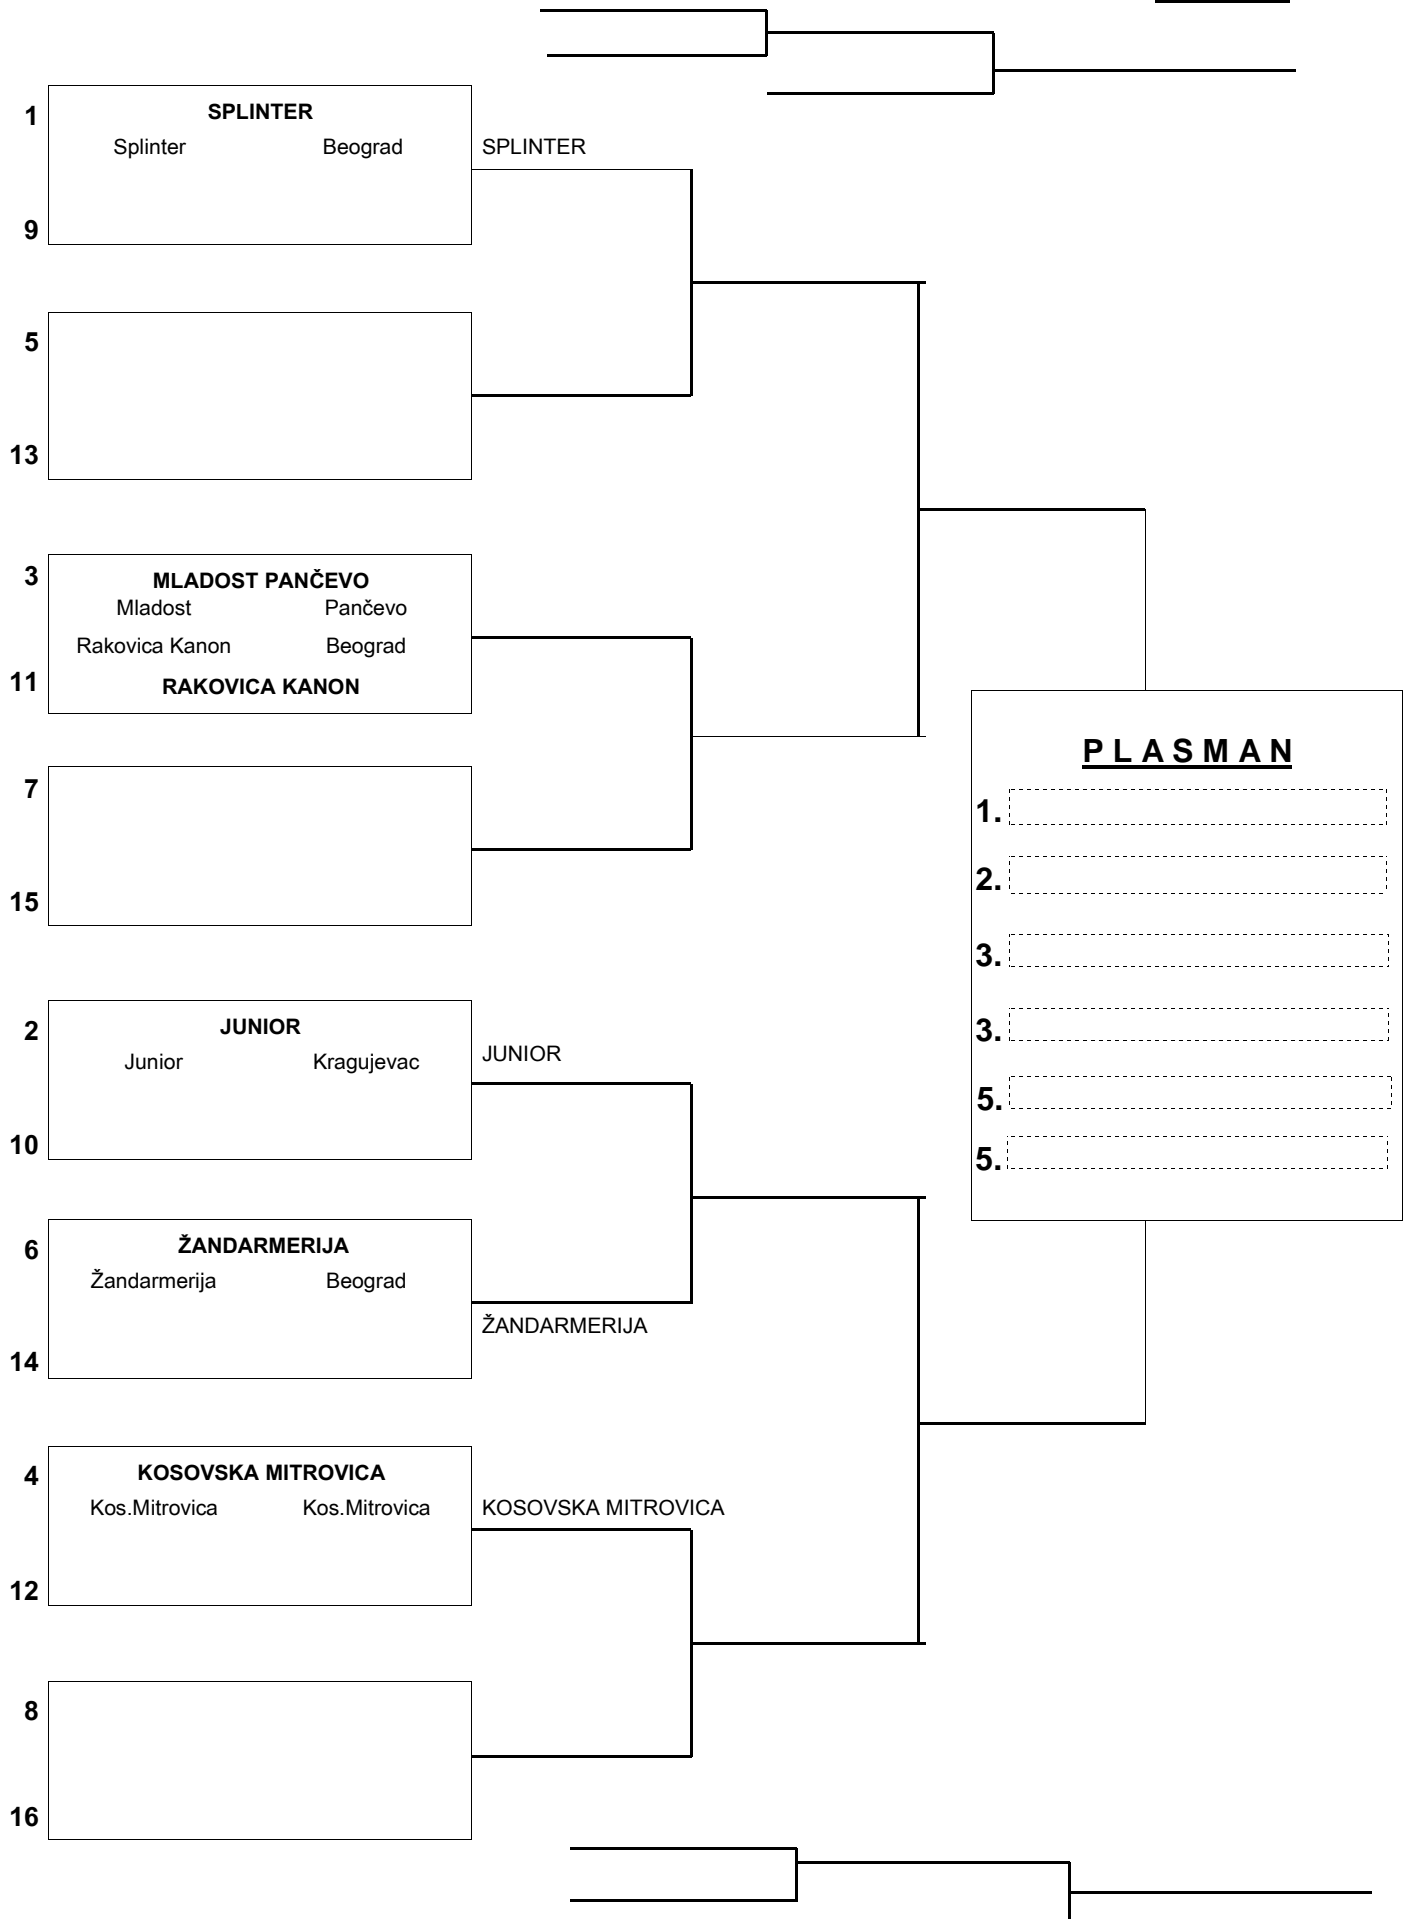 1
SPLINTER
Splinter Beograd
SPLINTER
9
5
13
3
MLADOST PANČEVO
Mladost Pančevo
Rakovica Kanon Beograd
11
RAKOVICA KANON
7
15
PLASMAN
1.
2.
3.
3.
5.
5.
2
JUNIOR
Junior Kragujevac
JUNIOR
10
6
ŽANDARMERIJA
Žandarmerija Beograd
ŽANDARMERIJA
14
4
KOSOVSKA MITROVICA
Kos.Mitrovica Kos.Mitrovica
KOSOVSKA MITROVICA
12
8
16